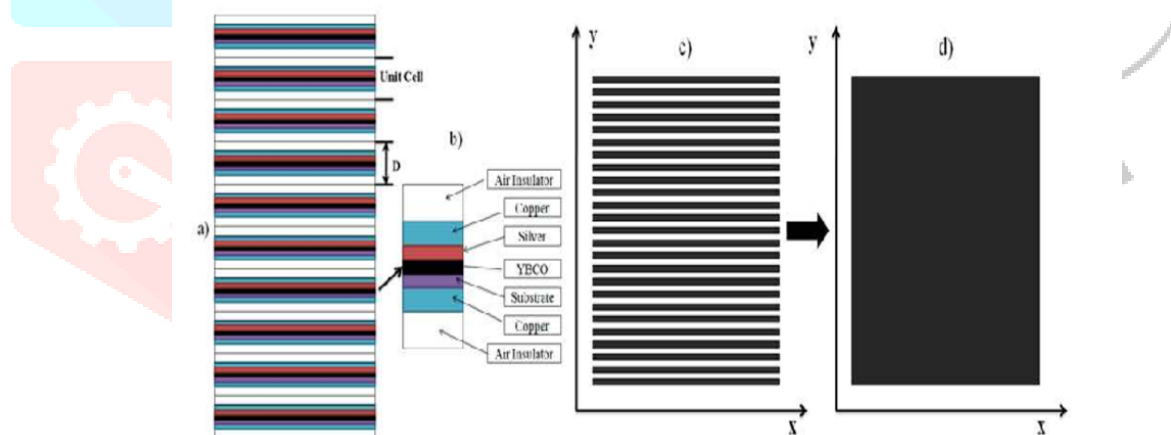 a)
Unit Cell
D
b)
Air Insulator
Copper
Silver
YBCO
Substrate
Copper
Air Insulator
c)
y
x
d)
y
x